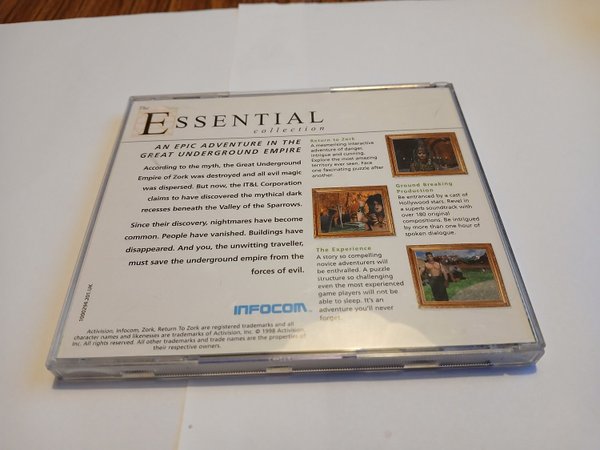 The
ESSENTIAL
collection
AN EPIC ADVENTURE IN THE
GREAT UNDERGROUND EMPIRE
According to the myth, the Great Underground
Empire of Zork was destroyed and all evil magic
was dispersed. But now, the IT&L Corporation
claims to have discovered the mythical dark
recesses beneath the Valley of the Sparrows.
Since their discovery, nightmares have become
common. People have vanished. Buildings have
disappeared. And you, the unwitting traveller,
must save the underground empire from the
forces of evil.
Return to Zork
A mesmerising interactive
adventure of danger,
intrigue and cunning.
Explore the most amazing
territory ever seen. Face
one fascinating puzzle after
another.
Ground Breaking
Production
Be entranced by a cast of
Hollywood stars. Revel in
a superb soundtrack with
over 180 original
compositions. Be intrigued
by more than one hour of
spoken dialogue.
The Experience
A story so compelling
novice adventurers will
be enthralled. A puzzle
structure so challenging
even the most experienced
game players will not be
able to sleep. It's an
adventure you'll never
forget.
INFOCOM™
Activision, Infocom, Zork, Return To Zork are registered trademarks and all
character names and likenesses are trademarks of Activision, Inc. © 1998 Activision,
Inc. All rights reserved. All other trademarks and trade names are the properties of
their respective owners.